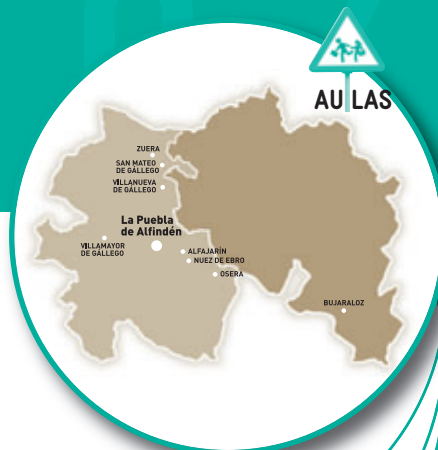 AULAS
ZUERA
SAN MATEO
DE GÁLLEGO
VILLANUEVA
DE GÁLLEGO
La Puebla
de Alfindén
VILLAMAYOR
DE GÁLLEGO
ALFAJARÍN
NUEZ DE EBRO
OSERA
BUJARALOZ